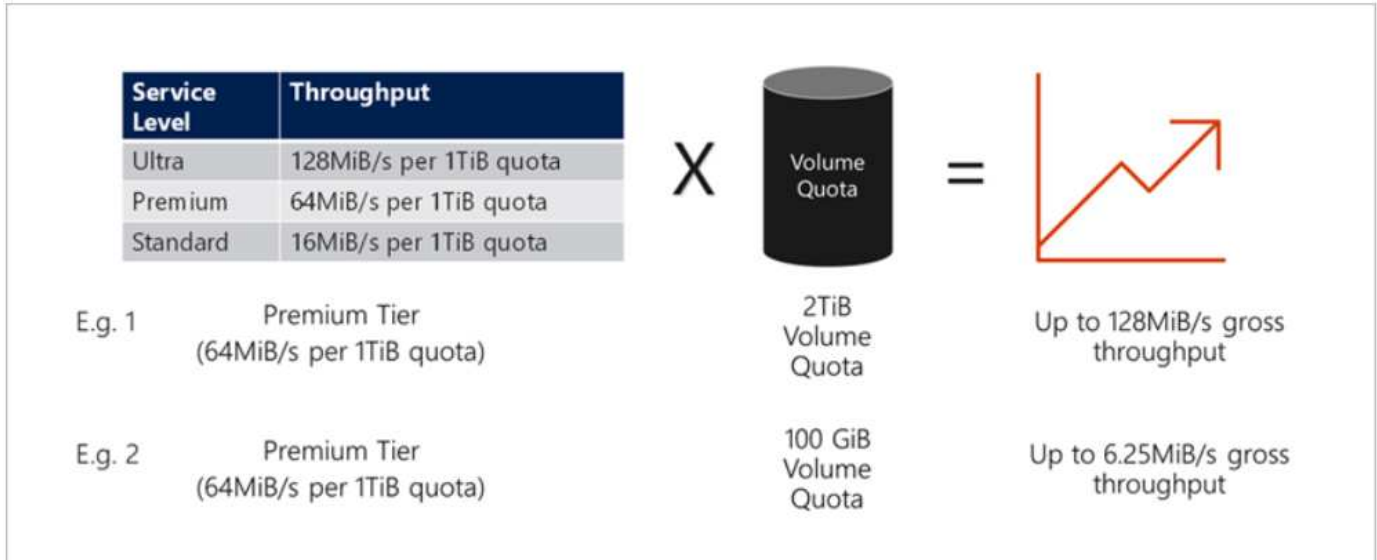 Service Level Throughput
Ultra 128MiB/s per 1TiB quota
Premium 64MiB/s per 1TiB quota
Standard 16MiB/s per 1TiB quota
X
Volume
Quota
=
E.g. 1
Premium Tier
(64MiB/s per 1TiB quota)
2TiB
Volume
Quota
Up to 128MiB/s gross
throughput
E.g. 2
Premium Tier
(64MiB/s per 1TiB quota)
100 GiB
Volume
Quota
Up to 6.25MiB/s gross
throughput